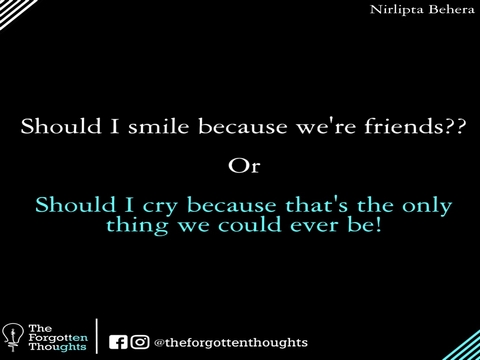 Nirlipta Behera
Should I smile because we're friends??
Or
Should I cry because that's the only
thing we could ever be!
The
Forgotten
Thoughts
@theforgottenthoughts